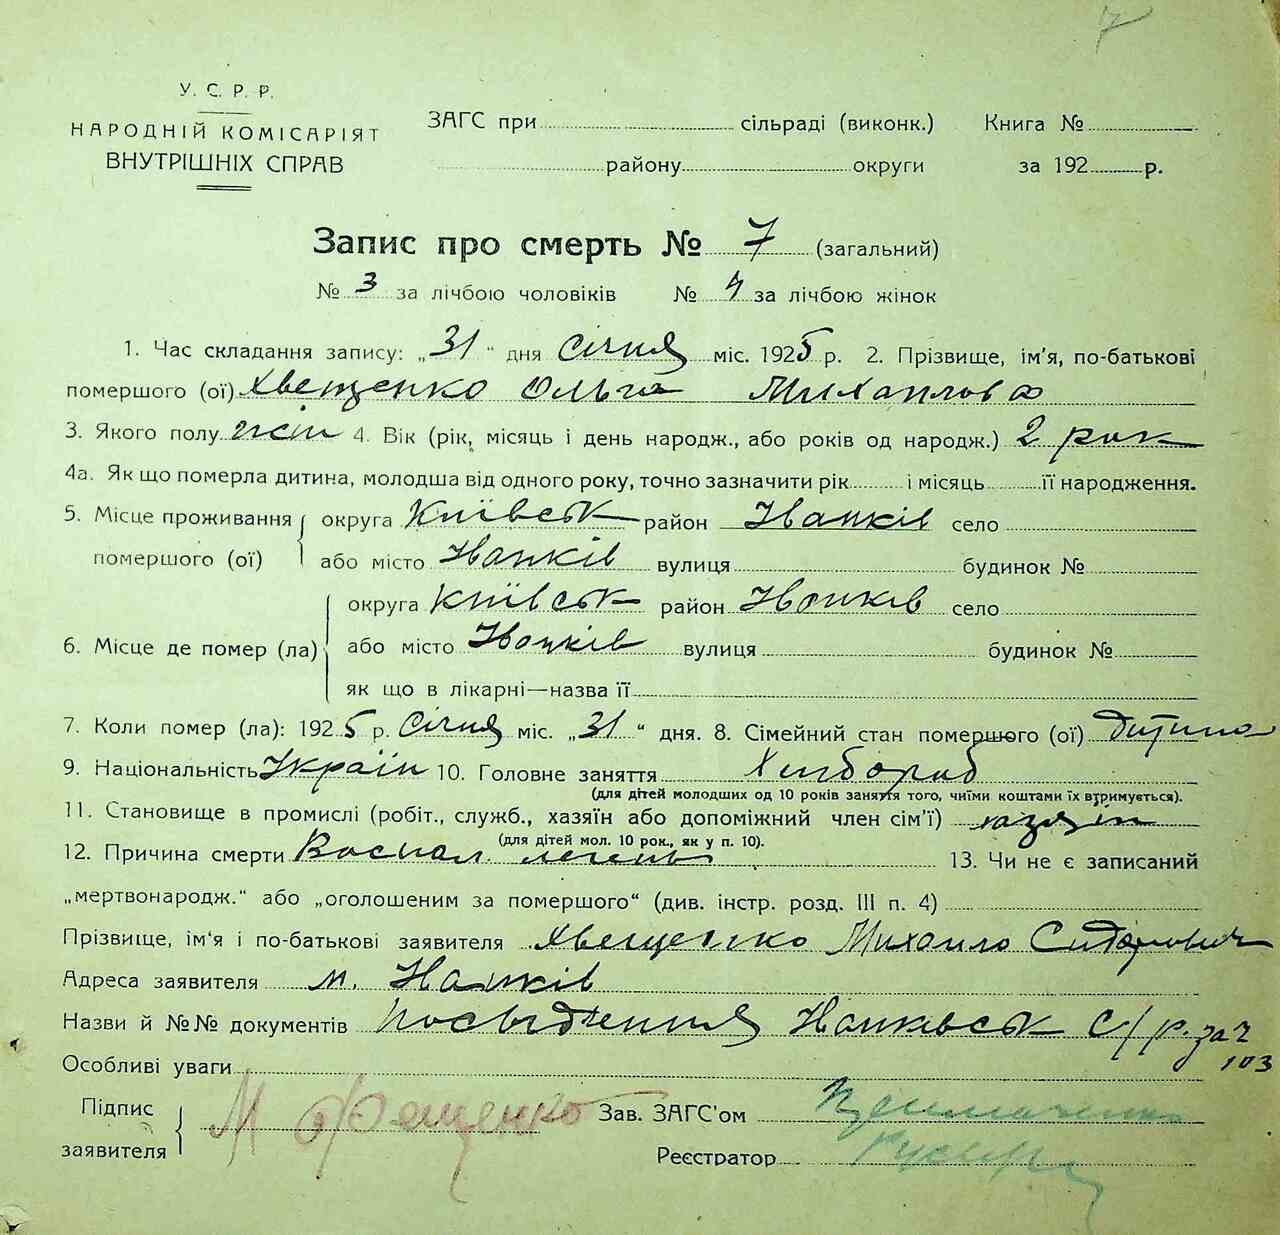 7
У. С. Р. Р.
НАРОДНІЙ КОМІСАРІЯТ
ВНУТРІШНІХ СПРАВ
ЗАГС при сільраді (виконк.) Книга №
району округи за 192 р.
Запис про смерть № 7 (загальний)
№ 3 за лічбою чоловіків № 4 за лічбою жінок
1. Час складання запису: „31" дня січня міс. 1925 р. 2. Прізвище, ім'я, по-батькові
помершого (ої) Хвещенко Ольга Михайлова
3. Якого полу жін 4. Вік (рік, місяць і день народж., або років од народж.) 2 рок
4а. Як що померла дитина, молодша від одного року, точно зазначити рік і місяць її народження.
5. Місце проживання помершого (ої) округа Київськ район Іванків село
або місто Іванків вулиця будинок №
6. Місце де помер (ла) округа Київськ район Іванків село
або місто Іванків вулиця будинок №
як що в лікарні—назва її
7. Коли помер (ла): 1925 р. Січня міс. „31" дня. 8. Сімейний стан помершого (ої) дитина
9. Національність Україн 10. Головне заняття Хлібороб
(для дітей молодших од 10 років заняття того, чиїми коштами їх втримується).
11. Становище в промислі (робіт., служб., хазяїн або допоміжний член сім'ї) хазяїн
(для дітей мол. 10 рок., як у п. 10).
12. Причина смерти Воспал. легень 13. Чи не є записаний
„мертвонародж." або „оголошеним за помершого" (див. інстр. розд. III п. 4)
Прізвище, ім'я і по-батькові заявителя Хвещенко Михайло Сидорович
Адреса заявителя м. Іванків
Назви й №№ документів посвідчення Іванківськ С/р. за ч 103
Особливі уваги
Підпис заявителя М Фещенко Зав. ЗАГС'ом
Реєстратор